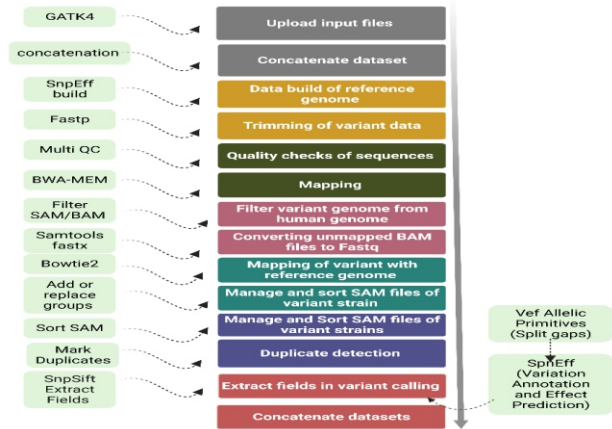 GATK4
Upload input files
concatenation
Concatenate dataset
SnpEff
build
Data build of reference
genome
Fastp
Trimming of variant data
Multi QC
Quality checks of sequences
BWA-MEM
Mapping
Filter
SAM/BAM
Filter variant genome from
human genome
Samtools
fastx
Converting unmapped BAM
files to Fastq
Bowtie2
Mapping of variant with
reference genome
Add or
replace
groups
Manage and sort SAM files of
variant strain
Sort SAM
Manage and Sort SAM files of
variant strains
Mark
Duplicates
Duplicate detection
SnpSift
Extract
Fields
Extract fields in variant calling
Concatenate datasets
Vef Allelic
Primitives
(Split gaps)
SpnEff
(Variation
Annotation
and Effect
Prediction)